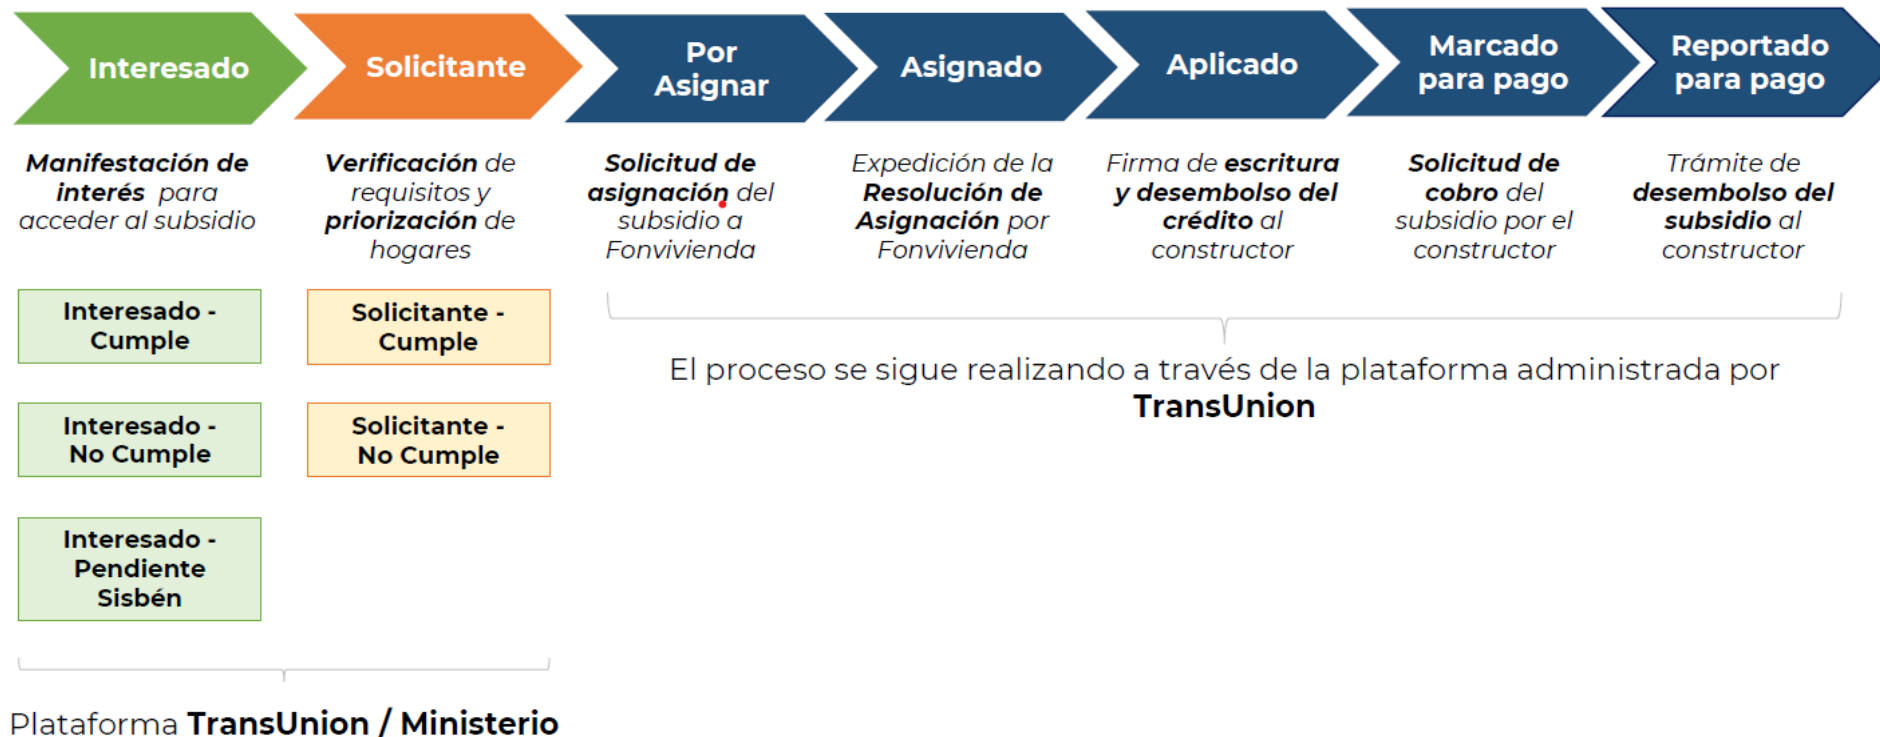 Interesado
Solicitante
Por
Asignar
Asignado
Aplicado
Marcado
para pago
Reportado
para pago
Manifestación de
interés para
acceder al subsidio
Verificación de
requisitos y
priorización de
hogares
Solicitud de
asignación del
subsidio a
Fonvivienda
Expedición de la
Resolución de
Asignación por
Fonvivienda
Firma de escritura
y desembolso del
crédito al
constructor
Solicitud de
cobro del
subsidio por el
constructor
Trámite de
desembolso del
subsidio al
constructor
Interesado -
Cumple
Solicitante -
Cumple
Interesado -
No Cumple
Solicitante -
No Cumple
Interesado -
Pendiente
Sisbén
El proceso se sigue realizando a través de la plataforma administrada por
TransUnion
Plataforma TransUnion / Ministerio